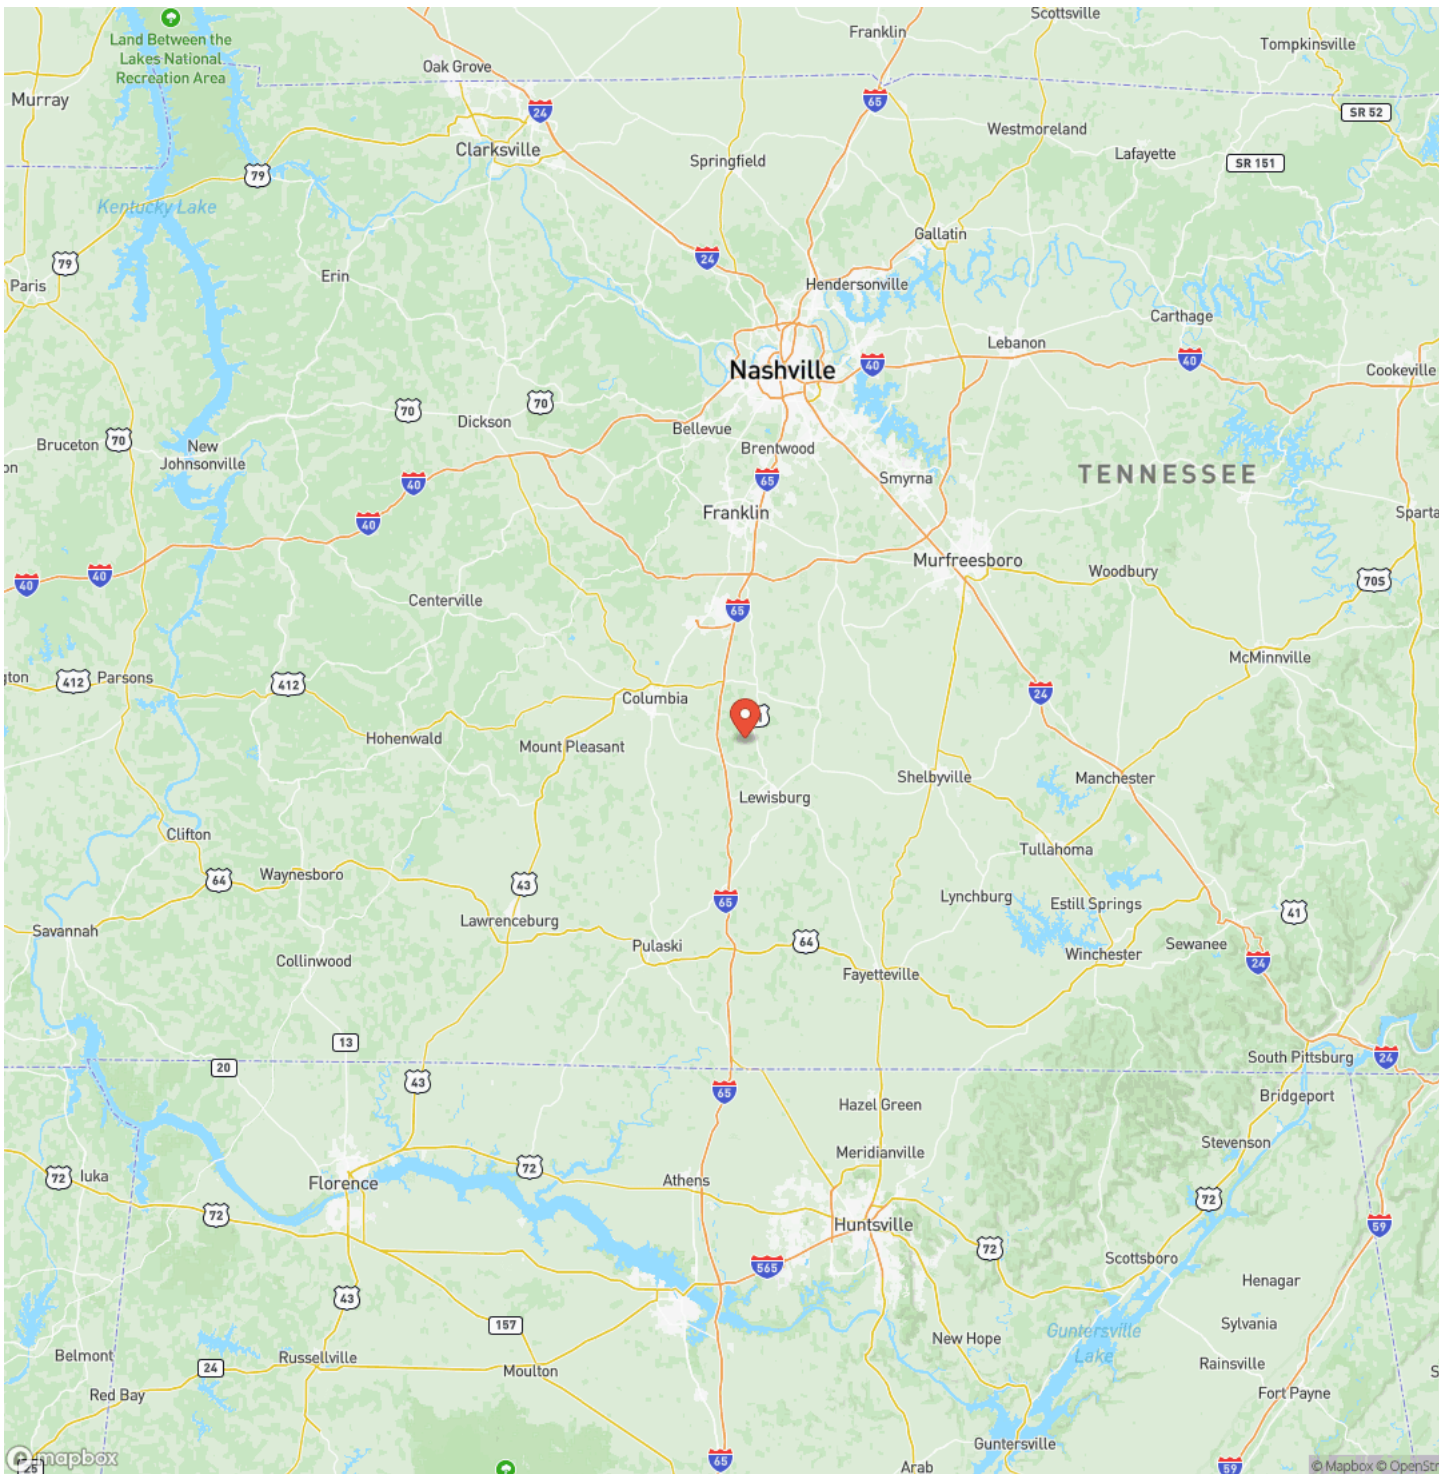 Land Between the
Lakes National
Recreation Area
Franklin
Scottsville
Tompkinsville
Oak Grove
Murray
24
65
SR 52
Westmoreland
Clarksville
Springfield
Lafayette
SR 151
79
Kentucky Lake
Gallatin
79
24
Erin
Paris
Hendersonville
Carthage
Lebanon
Nashville
40
40
Cookeville
70
70
Dickson
Bellevue
Bruceton
70
New
Johnsonville
Brentwood
on
TENNESSEE
40
65
Smyrna
Franklin
Sparta
40
Murfreesboro
Woodbury
40
40
70S
Centerville
65
McMinnville
gton
412
Parsons
412
Columbia
24
Hohenwald
Mount Pleasant
Shelbyville
Manchester
Lewisburg
Clifton
Tullahoma
Waynesboro
64
43
65
Lynchburg
Estill Springs
41
Savannah
Lawrenceburg
Pulaski
64
Sewanee
Collinwood
Winchester
24
Fayetteville
13
20
South Pittsburg
24
43
65
Bridgeport
Hazel Green
Stevenson
Meridianville
72
Iuka
72
Athens
Florence
72
72
Huntsville
59
72
565
Scottsboro
Henagar
43
157
Sylvania
New Hope
Guntersville
Lake
Belmont
24
Russellville
Moulton
Rainsville
S
Red Bay
Fort Payne
Guntersville
mapbox
25
65
Arab
59
© Mapbox © OpenStr